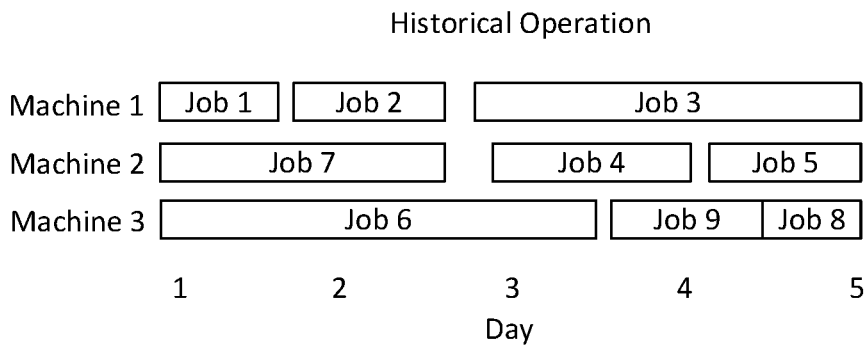 Historical Operation
Machine 1 Job 1 Job 2 Job 3
Machine 2 Job 7 Job 4 Job 5
Machine 3 Job 6 Job 9 Job 8
1 2 3 4 5
Day